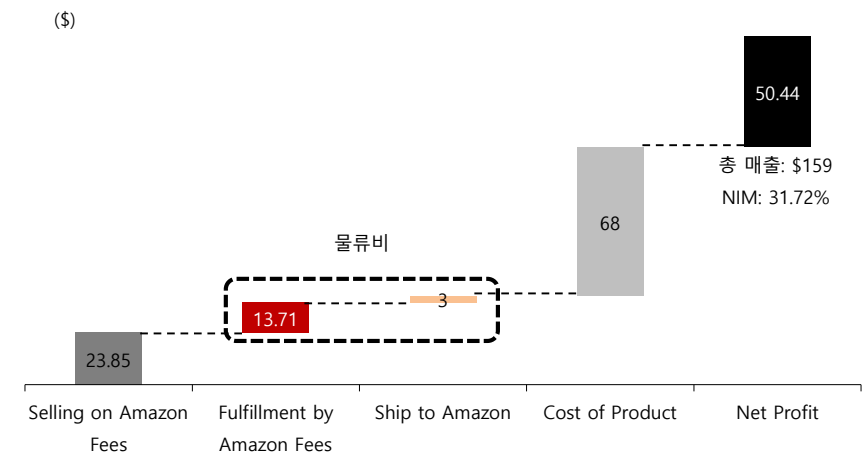 ($)
50.44
총 매출: $159
NIM: 31.72%
68
물류비
3
13.71
23.85
Selling on Amazon
Fees
Fulfillment by
Amazon Fees
Ship to Amazon
Cost of Product
Net Profit